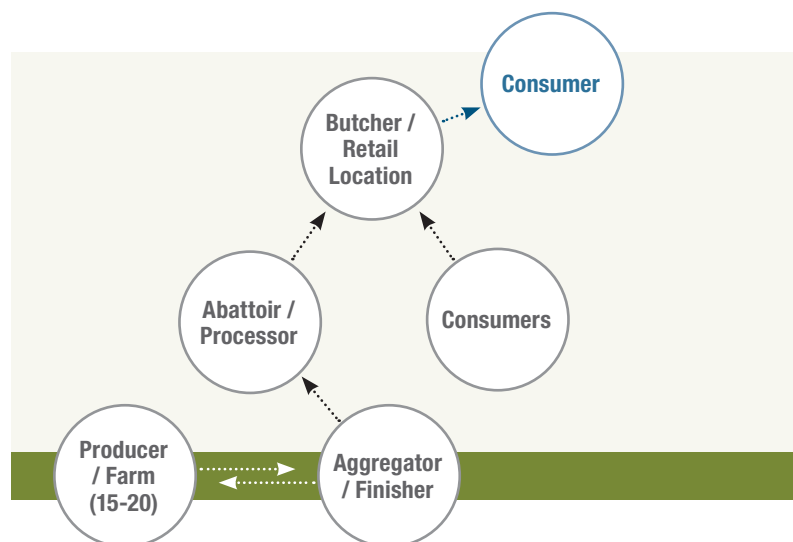 Consumer
Butcher /
Retail
Location
Abattoir /
Processor
Consumers
Producer
/ Farm
(15-20)
Aggregator
/ Finisher